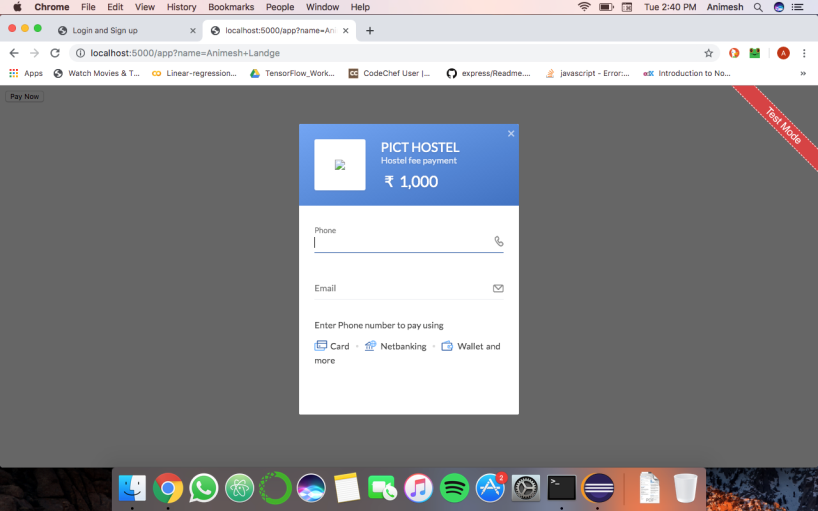 Chrome File Edit View History Bookmarks People Window Help Tue 2:40 PM Animesh
Login and Sign up
localhost:5000/app?name=Ani
localhost:5000/app?name=Animesh+Landge
A
Apps Watch Movies & T... Linear-regression... TensorFlow_Work... CodeChef User |... express/Readme.... javascript - Error:... Introduction to No...
Pay Now
Test Mode
PICT HOSTEL
Hostel fee payment
₹ 1,000
Phone
Email
Enter Phone number to pay using
Card Netbanking Wallet and
more
2